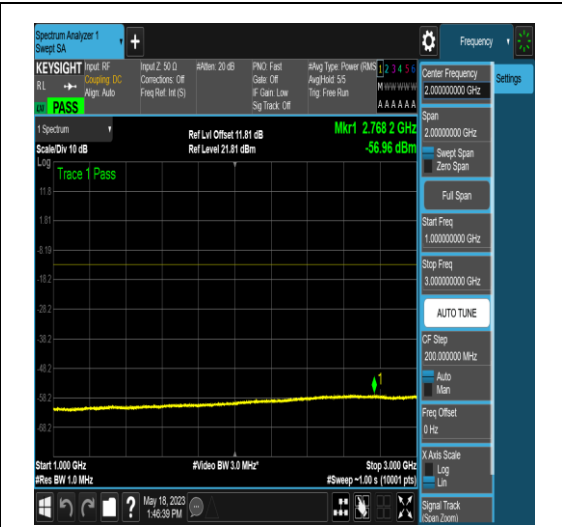 Spectrum Analyzer 1
Swept SA
Frequency
KEYSIGHT
RL
PASS
Input: RF
Coupling: DC
Align: Auto
Input Z: 50 Ω
Corrections: Off
Freq Ref: Int (S)
#Atten: 20 dB
PNO: Fast
Gate: Off
IF Gain: Low
Sig Track: Off
#Avg Type: Power (RMS
Avg|Hold: 5/5
Trig: Free Run
1 2 3 4 5 6
M W W W W W
A A A A A A
Center Frequency
2.000000000 GHz
Settings
Span
2.00000000 GHz
Swept Span
Zero Span
Full Span
Start Freq
1.000000000 GHz
Stop Freq
3.000000000 GHz
AUTO TUNE
CF Step
200.000000 MHz
Auto
Man
Freq Offset
0 Hz
X Axis Scale
Log
Lin
Signal Track
(Span Zoom)
1 Spectrum
Scale/Div 10 dB
Ref Lvl Offset 11.81 dB
Ref Level 21.81 dBm
Mkr1 2.768 2 GHz
-56.96 dBm
Log
Trace 1 Pass
11.8
1.81
-8.19
-18.2
-28.2
-38.2
-48.2
-58.2
-68.2
1
Start 1.000 GHz
#Res BW 1.0 MHz
#Video BW 3.0 MHz*
Stop 3.000 GHz
#Sweep ~1.00 s (10001 pts)
?
May 18, 2023
1:46:39 PM